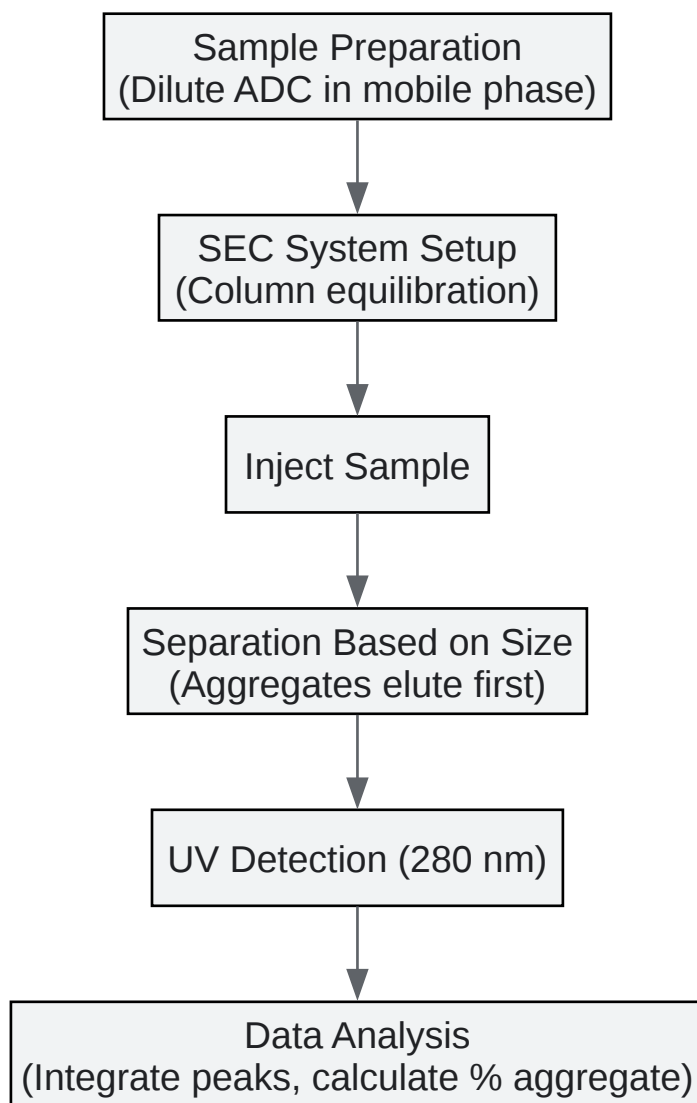 Sample Preparation
(Dilute ADC in mobile phase)
SEC System Setup
(Column equilibration)
Inject Sample
Separation Based on Size
(Aggregates elute first)
UV Detection (280 nm)
Data Analysis
(Integrate peaks, calculate % aggregate)